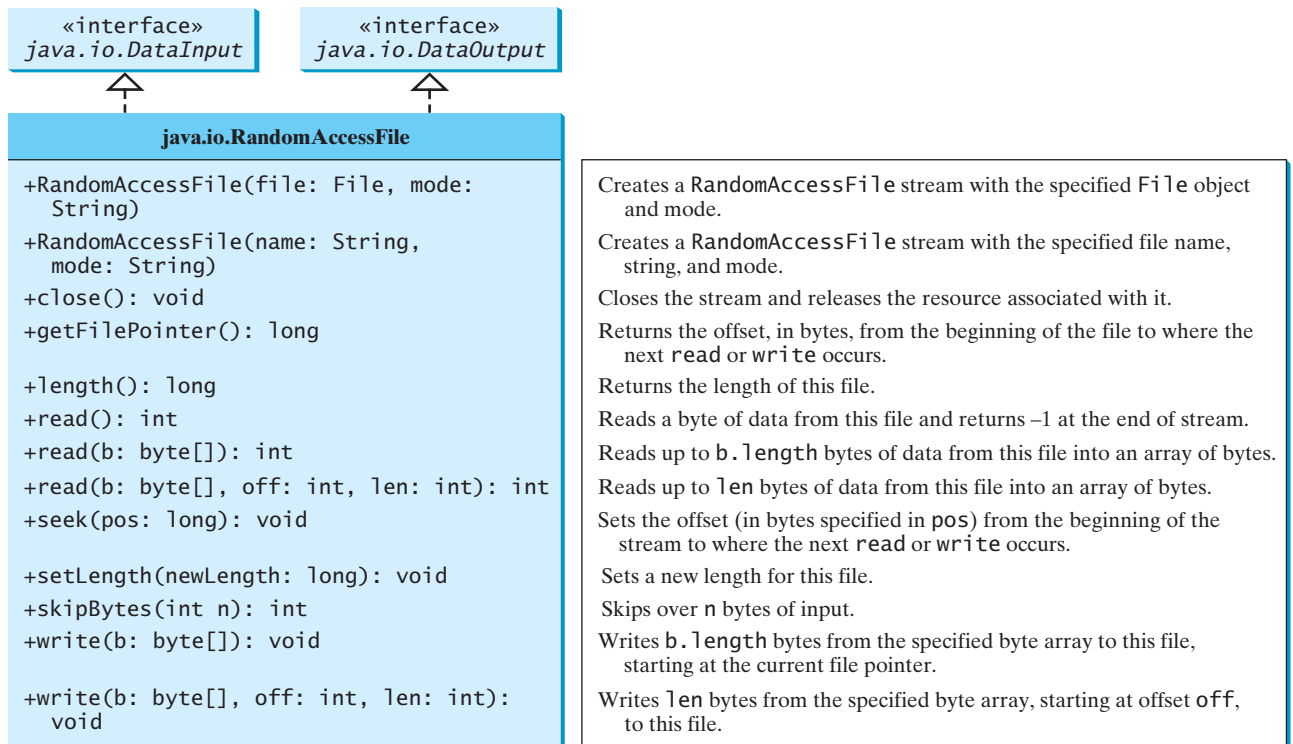 «interface»
java.io.DataInput
«interface»
java.io.DataOutput
java.io.RandomAccessFile
+RandomAccessFile(file: File, mode:
String)
Creates a RandomAccessFile stream with the specified File object
and mode.
+RandomAccessFile(name: String,
mode: String)
Creates a RandomAccessFile stream with the specified file name,
string, and mode.
+close(): void
Closes the stream and releases the resource associated with it.
+getFilePointer(): long
Returns the offset, in bytes, from the beginning of the file to where the
next read or write occurs.
+length(): long
Returns the length of this file.
+read(): int
Reads a byte of data from this file and returns –1 at the end of stream.
+read(b: byte[]): int
Reads up to b.length bytes of data from this file into an array of bytes.
+read(b: byte[], off: int, len: int): int
Reads up to len bytes of data from this file into an array of bytes.
+seek(pos: long): void
Sets the offset (in bytes specified in pos) from the beginning of the
stream to where the next read or write occurs.
+setLength(newLength: long): void
Sets a new length for this file.
+skipBytes(int n): int
Skips over n bytes of input.
+write(b: byte[]): void
Writes b.length bytes from the specified byte array to this file,
starting at the current file pointer.
+write(b: byte[], off: int, len: int):
void
Writes len bytes from the specified byte array, starting at offset off,
to this file.